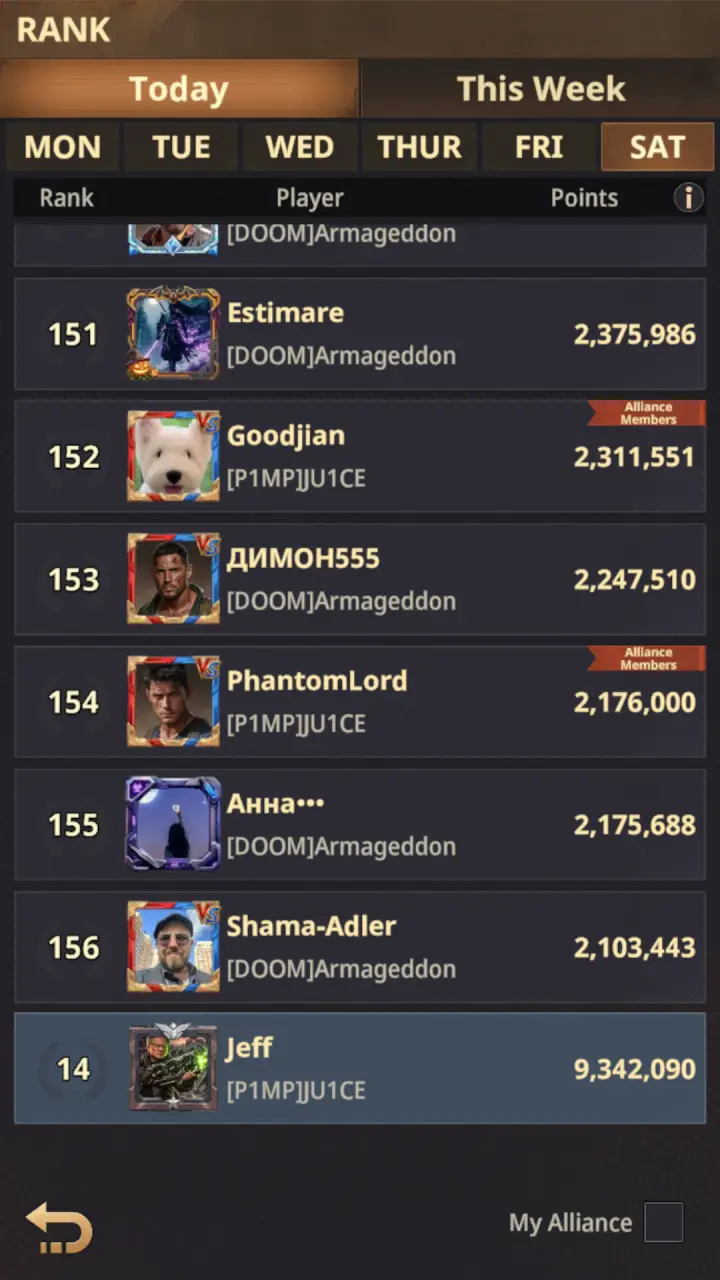 RANK
Today
This Week
MON TUE WED THUR FRI SAT
Rank Player Points i
[DOOM]Armageddon
151 Estimare 2,375,986
[DOOM]Armageddon
Alliance
Members
152 Goodjian 2,311,551
[P1MP]JU1CE
153 ДИМОН555 2,247,510
[DOOM]Armageddon
Alliance
Members
154 PhantomLord 2,176,000
[P1MP]JU1CE
155 Анна••• 2,175,688
[DOOM]Armageddon
156 Shama-Adler 2,103,443
[DOOM]Armageddon
14 Jeff 9,342,090
[P1MP]JU1CE
My Alliance